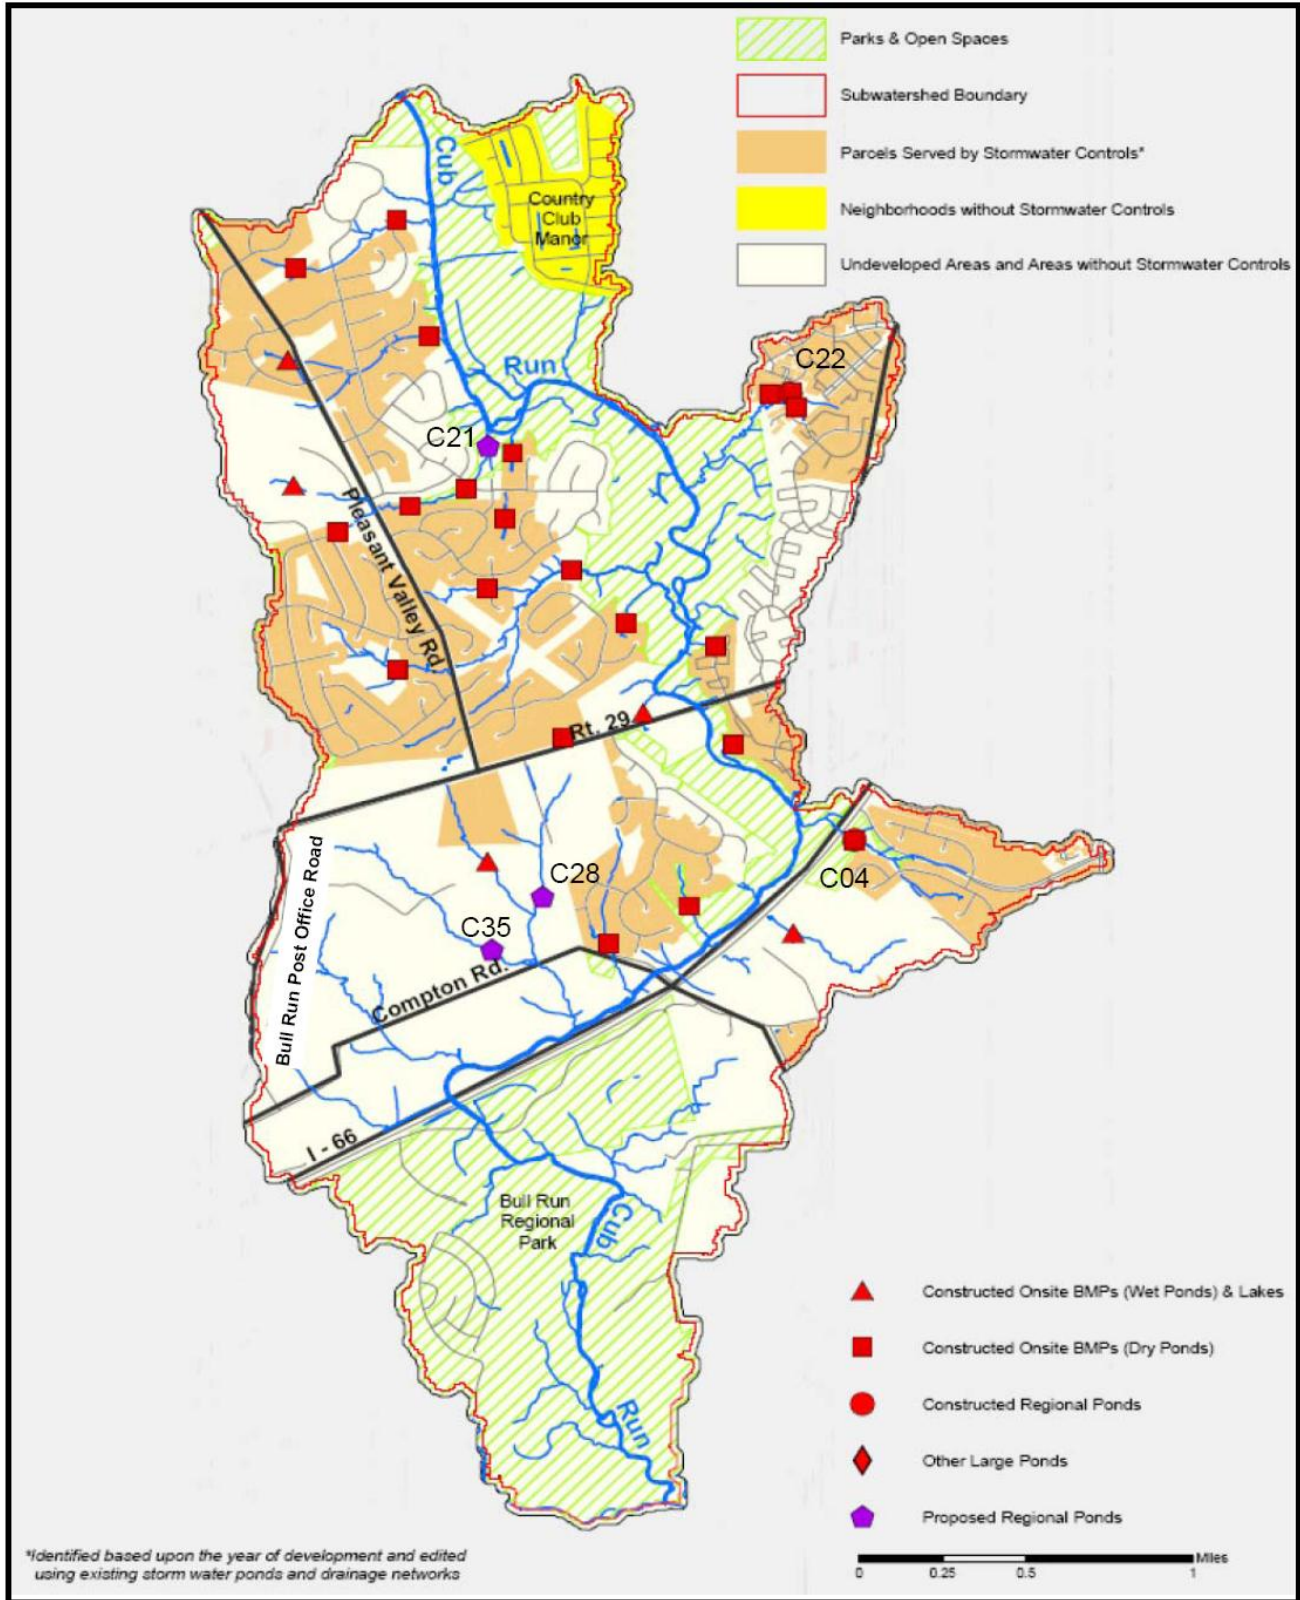 Parks & Open Spaces
Subwatershed Boundary
Parcels Served by Stormwater Controls*
Neighborhoods without Stormwater Controls
Undeveloped Areas and Areas without Stormwater Controls
Cub
Country
Club
Manor
Run
C22
C21
Pleasant Valley Rd.
Rt. 29
C28
C04
C35
Bull Run Post Office Road
Compton Rd.
I - 66
Bull Run
Regional
Park
Cub
Run
Constructed Onsite BMPs (Wet Ponds) & Lakes
Constructed Onsite BMPs (Dry Ponds)
Constructed Regional Ponds
Other Large Ponds
Proposed Regional Ponds
*Identified based upon the year of development and edited
using existing storm water ponds and drainage networks
Miles
0 0.25 0.5 1